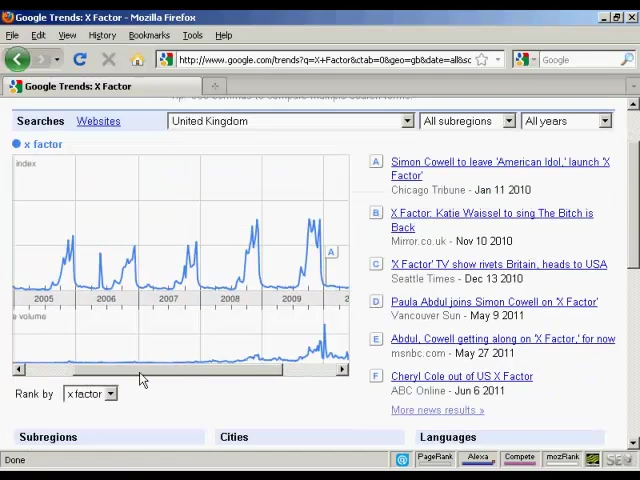 Google Trends: X Factor - Mozilla Firefox
File Edit View History Bookmarks Tools Help
http://www.google.com/trends?q=X+Factor&ctab=0&geo=gb&date=all&sc
Google
Google Trends: X Factor
Searches Websites United Kingdom All subregions All years
x factor
index
A
2005 2006 2007 2008 2009 2
e volume
Rank by x factor
A Simon Cowell to leave 'American Idol,' launch 'X
Factor'
Chicago Tribune - Jan 11 2010
B X Factor: Katie Waissel to sing The Bitch is
Back
Mirror.co.uk - Nov 10 2010
C 'X Factor' TV show rivets Britain, heads to USA
Seattle Times - Dec 13 2010
D Paula Abdul joins Simon Cowell on 'X Factor'
Vancouver Sun - May 9 2011
E Abdul, Cowell getting along on 'X Factor,' for now
msnbc.com - May 27 2011
F Cheryl Cole out of US X Factor
ABC Online - Jun 6 2011
More news results »
Subregions Cities Languages
Done PageRank Alexa Compete mozRank